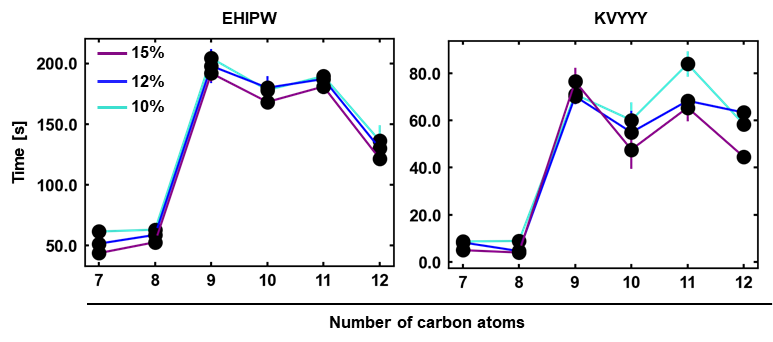 EHIPW
KVYYY
15%
12%
10%
200.0
150.0
100.0
50.0
80.0
60.0
40.0
20.0
0.0
Time [s]
7 8 9 10 11 12
7 8 9 10 11 12
Number of carbon atoms